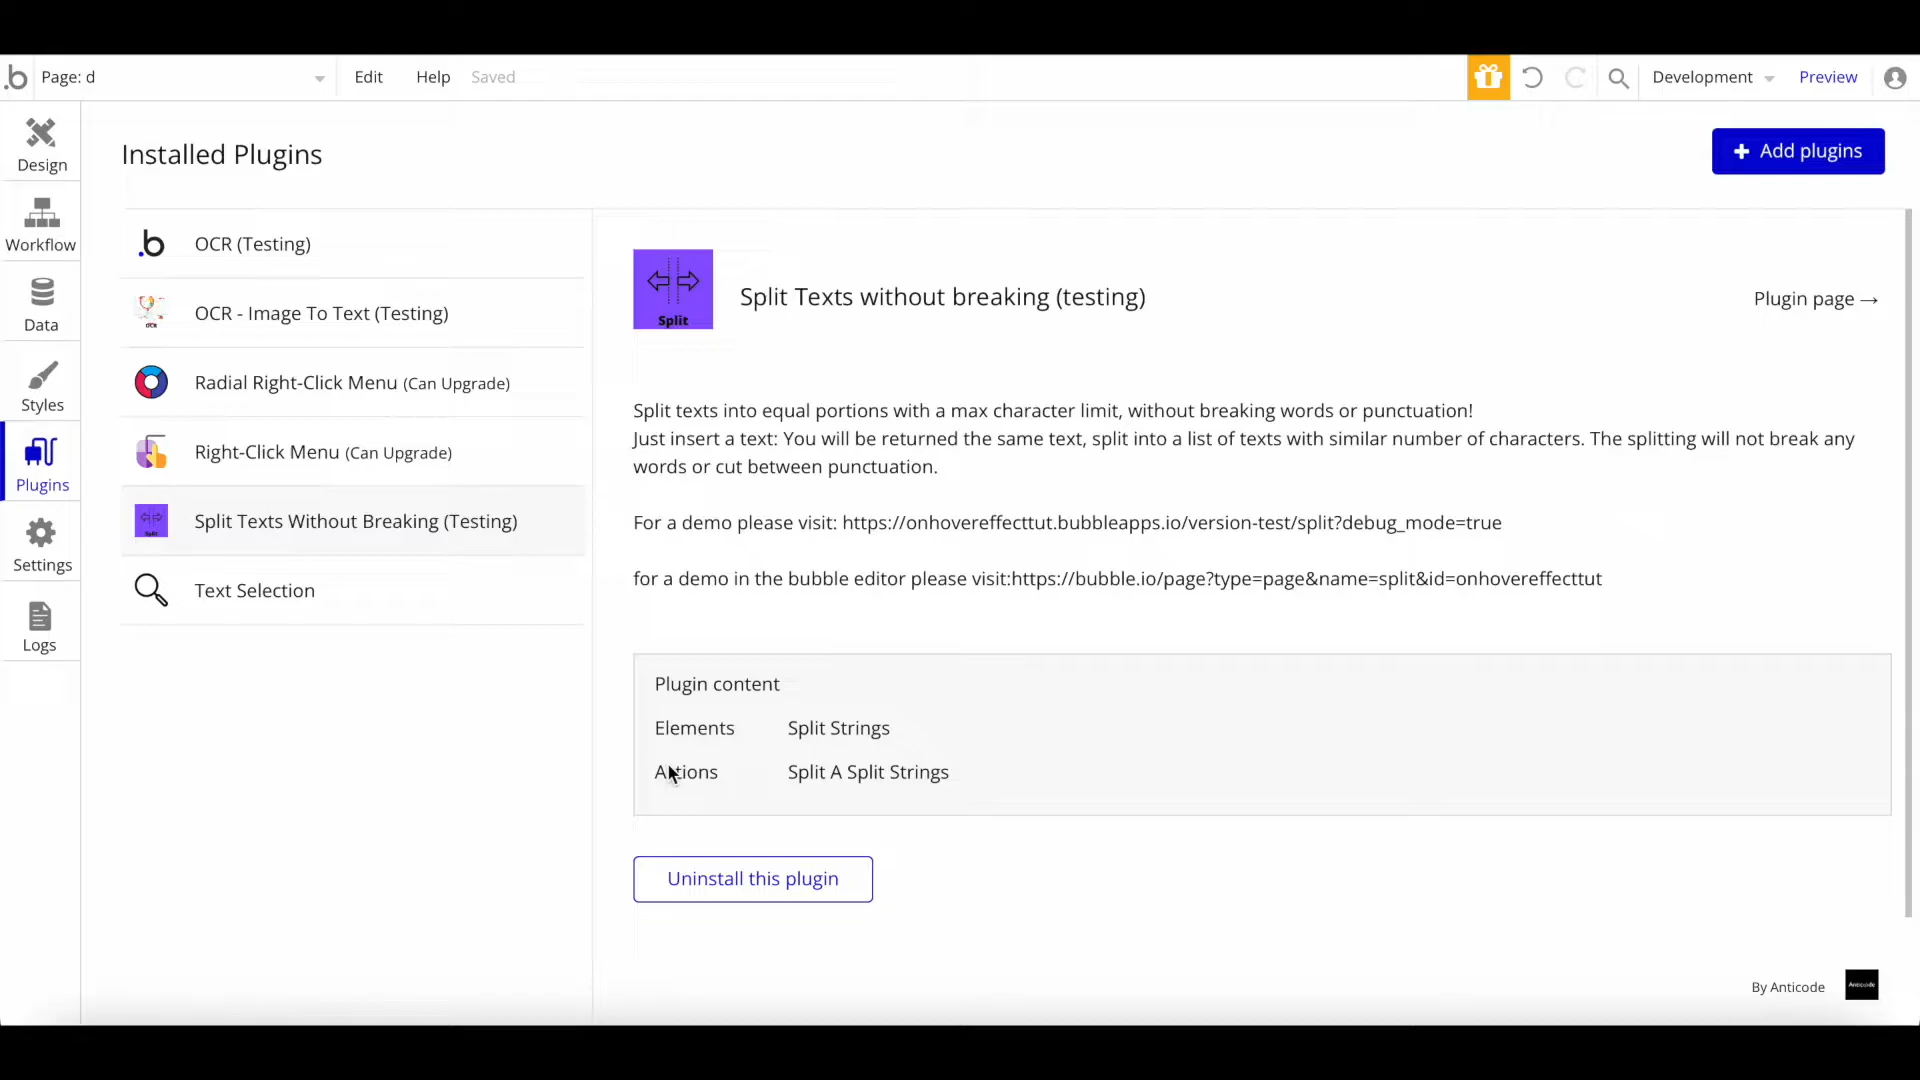 .b Page: d Edit Help Saved Development Preview
Design
Workflow
Data
Styles
Plugins
Settings
Logs
Installed Plugins
+ Add plugins
.b OCR (Testing)
OCR OCR - Image To Text (Testing)
Radial Right-Click Menu (Can Upgrade)
Right-Click Menu (Can Upgrade)
Split Split Texts Without Breaking (Testing)
Text Selection
Split
Split Texts without breaking (testing)
Plugin page →
Split texts into equal portions with a max character limit, without breaking words or punctuation!
Just insert a text: You will be returned the same text, split into a list of texts with similar number of characters. The splitting will not break any
words or cut between punctuation.
For a demo please visit: https://onhovereffecttut.bubbleapps.io/version-test/split?debug_mode=true
for a demo in the bubble editor please visit:https://bubble.io/page?type=page&name=split&id=onhovereffecttut
Plugin content
Elements Split Strings
Actions Split A Split Strings
Uninstall this plugin
By Anticode Anticode